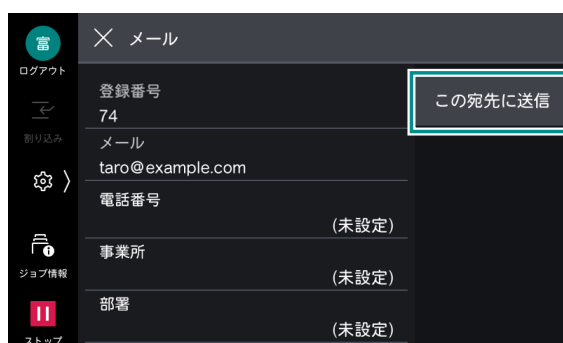 富
ログアウト
割り込み
ジョブ情報
ストップ
メール
登録番号
74
メール
taro@example.com
電話番号
(未設定)
事業所
(未設定)
部署
(未設定)
この宛先に送信